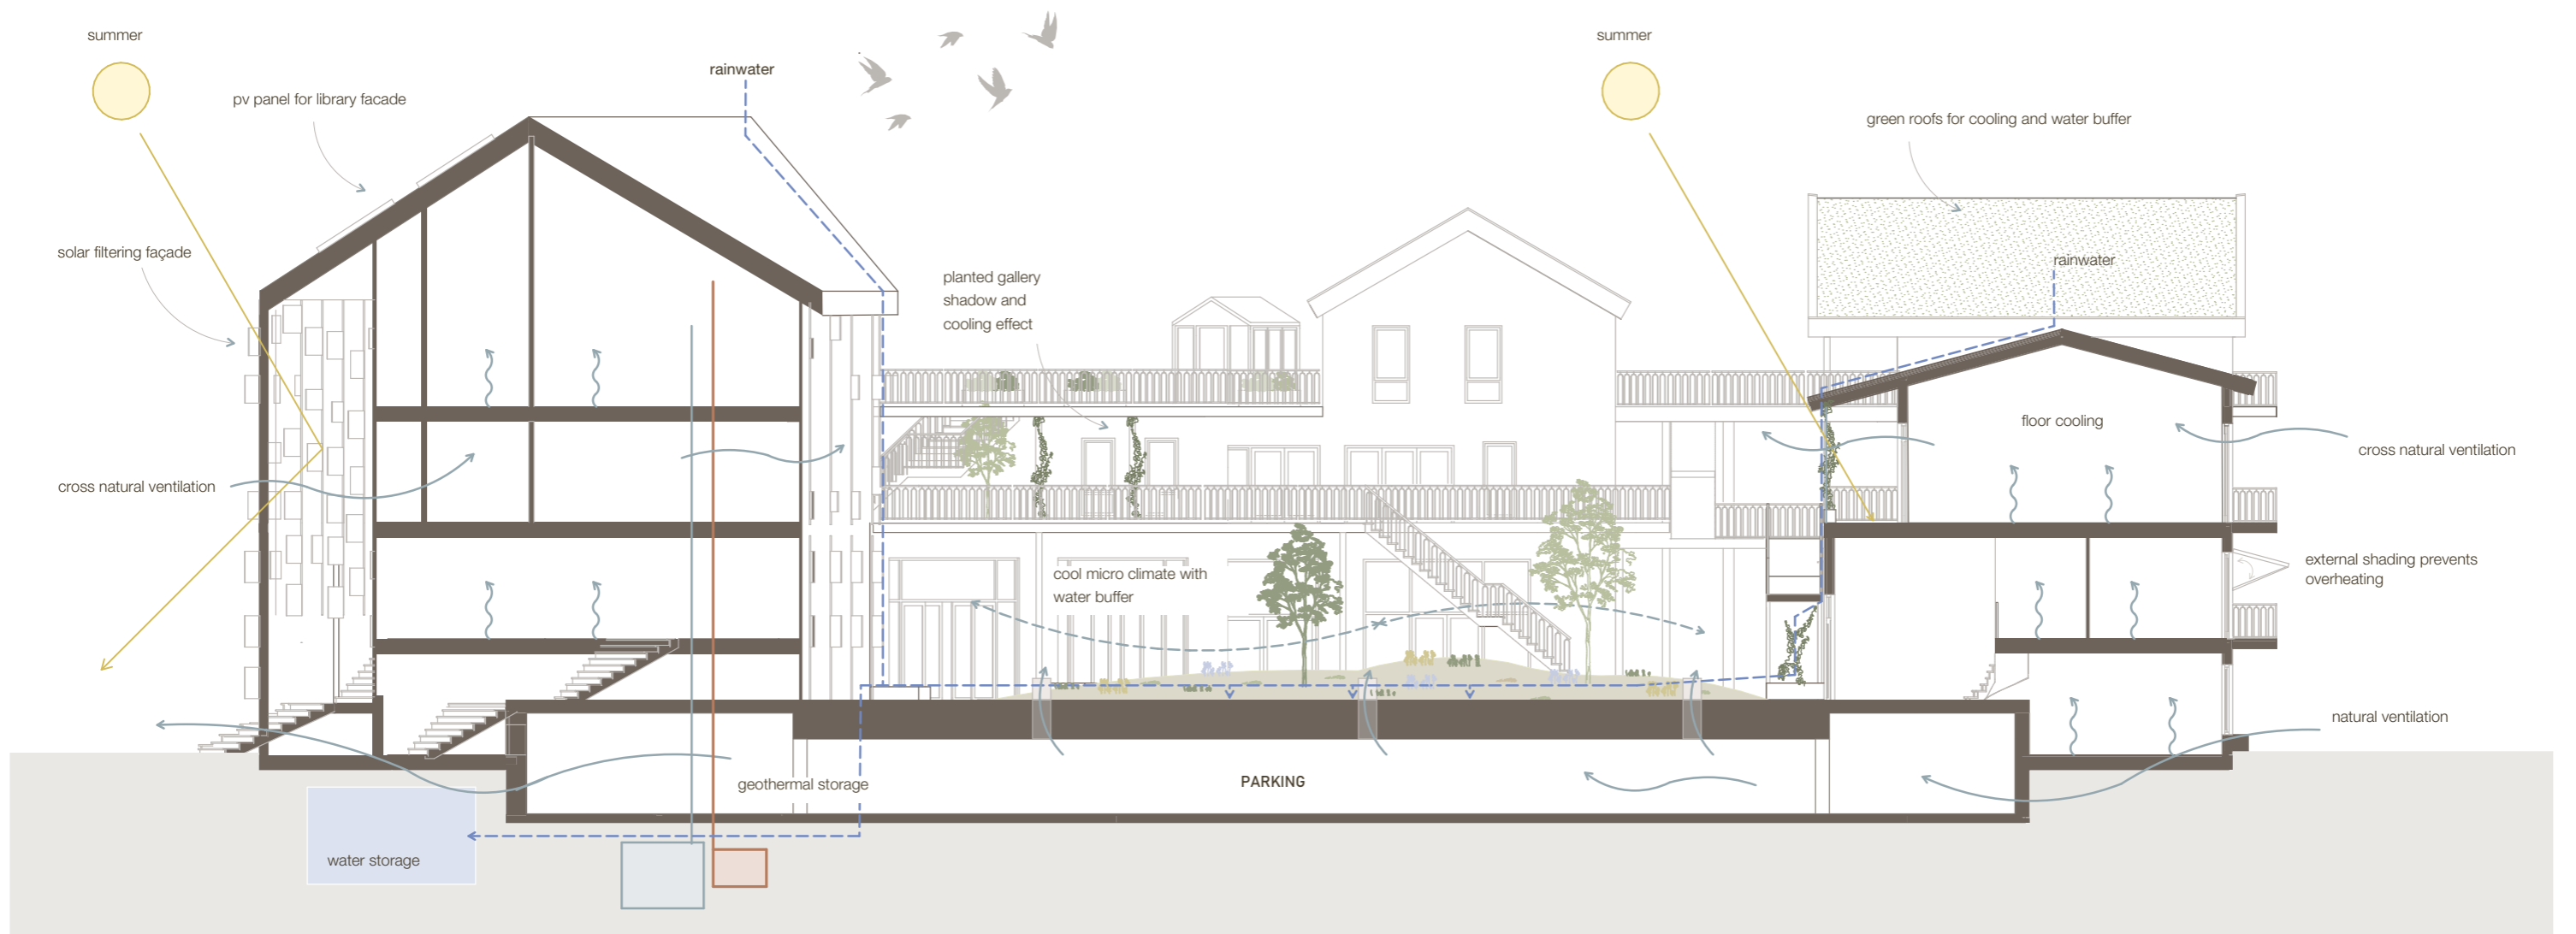 summer
summer
rainwater
pv panel for library facade
green roofs for cooling and water buffer
solar filtering façade
rainwater
planted gallery
shadow and
cooling effect
floor cooling
cross natural ventilation
cross natural ventilation
cool micro climate with
water buffer
external shading prevents
overheating
natural ventilation
geothermal storage
PARKING
water storage